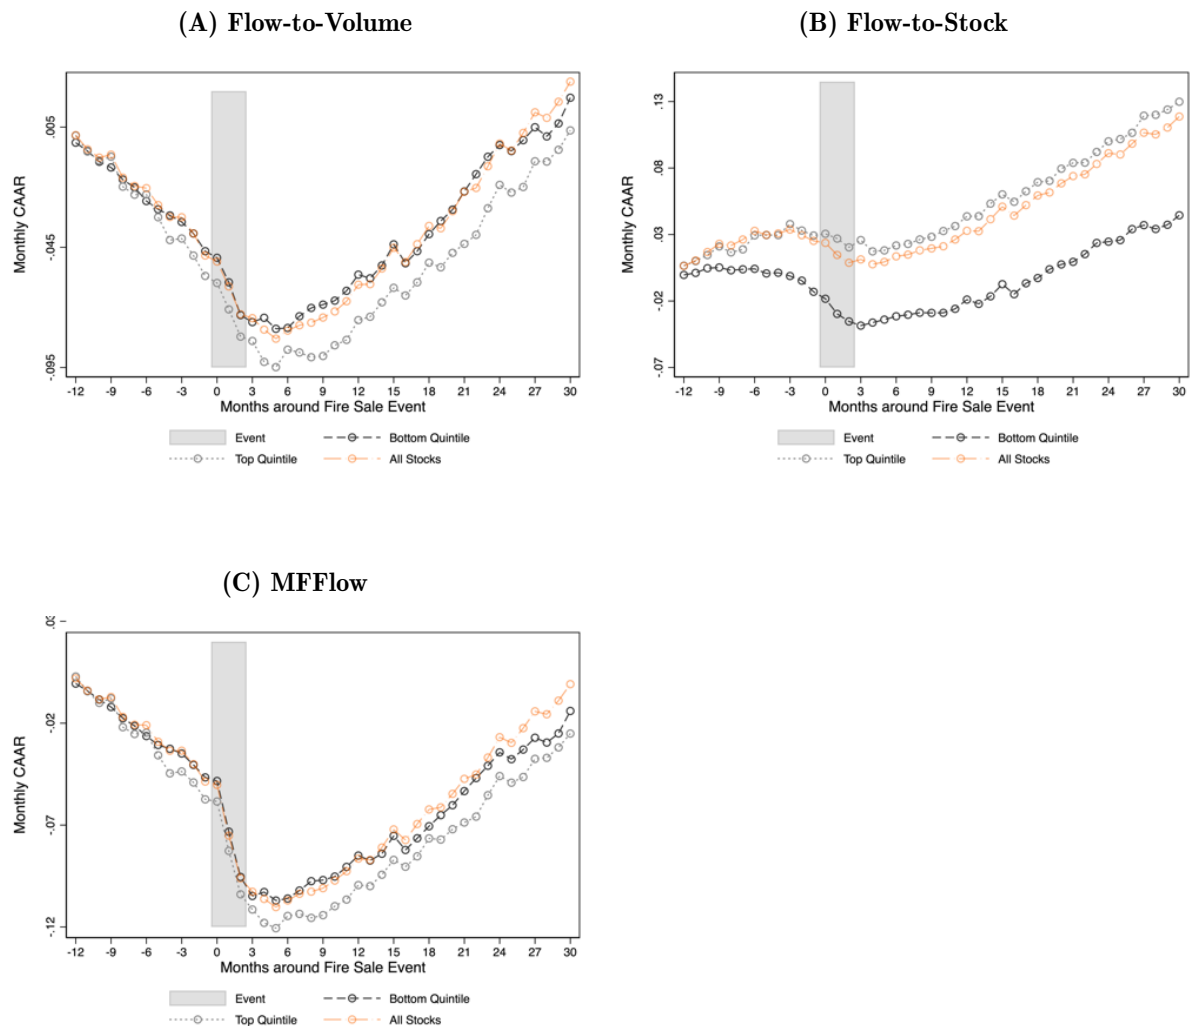 (A) Flow-to-Volume
Monthly CAAR
.005
-.045
-.095
-12 -9 -6 -3 0 3 6 9 12 15 18 21 24 27 30
Months around Fire Sale Event
Event Bottom Quintile
Top Quintile All Stocks
(B) Flow-to-Stock
Monthly CAAR
.13
.08
.03
-.02
-.07
-12 -9 -6 -3 0 3 6 9 12 15 18 21 24 27 30
Months around Fire Sale Event
Event Bottom Quintile
Top Quintile All Stocks
(C) MFFlow
Monthly CAAR
-.02
-.07
-.12
-12 -9 -6 -3 0 3 6 9 12 15 18 21 24 27 30
Months around Fire Sale Event
Event Bottom Quintile
Top Quintile All Stocks